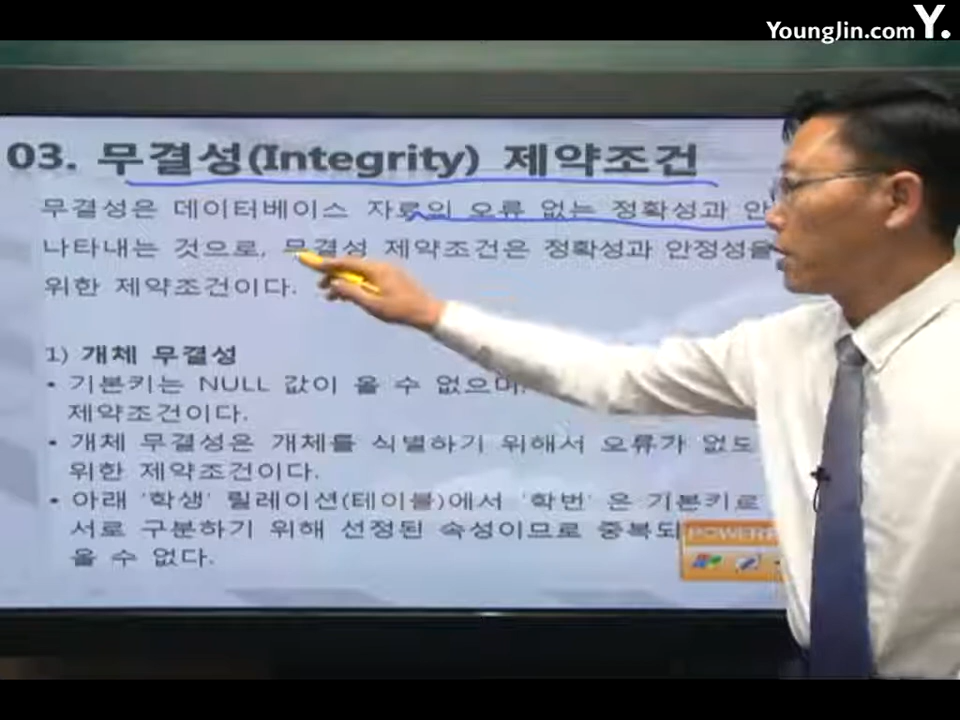 YoungJin.com Y.
03. 무결성(Integrity) 제약조건
무결성은 데이터베이스 자료의 오류 없는 정확성과 안
나타내는 것으로, 무결성 제약조건은 정확성과 안정성을
위한 제약조건이다.
1) 개체 무결성
• 기본키는 NULL 값이 올 수 없으며,
제약조건이다.
• 개체 무결성은 개체를 식별하기 위해서 오류가 없도
위한 제약조건이다.
• 아래 '학생' 릴레이션(테이블)에서 '학번' 은 기본키로
서로 구분하기 위해 선정된 속성이므로 중복되
올 수 없다.